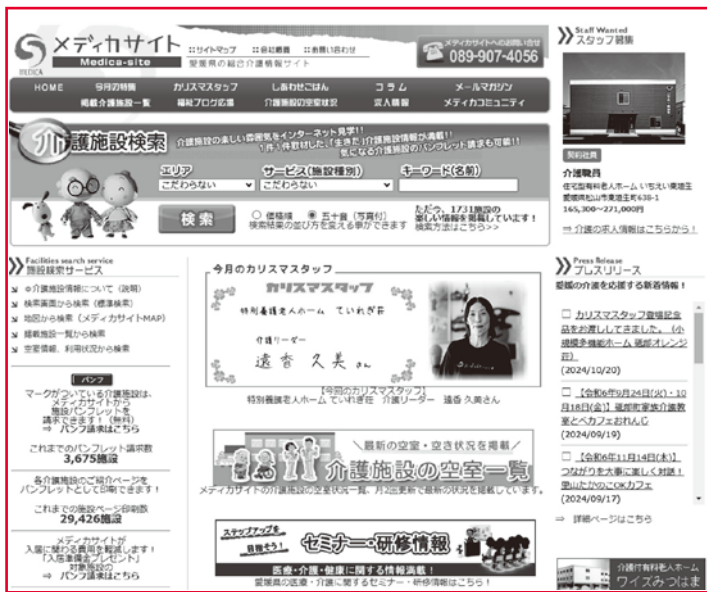 メディカサイト
Medica-site
MEDICA
::サイトマップ ::会社概要 ::お問い合わせ
愛媛県の総合介護情報サイト
メディカサイトへのお問い合せ
089-907-4056
HOME 9月の特集 カリスマスタッフ しあわせごはん コラム メールマガジン
掲載介護施設一覧 福祉ブログ広場 介護施設の空室状況 求人情報 メディカコミュニティ
介護施設検索
介護施設の楽しい雰囲気をインターネット見学!!
1件1件取材した、「生きた」介護施設情報が満載!!
気になる介護施設のパンフレット請求も可能!!
エリア サービス(施設種別) キーワード(名前)
こだわらない こだわらない
検索
価格順 五十音（写真付）
検索結果の並び方を変える事ができます
ただ今、1731施設の
楽しい情報を掲載しています！
検索方法はこちら>>
Staff Wanted
スタッフ募集
契約社員
介護職員
住宅型有料老人ホーム いちえい東道生
愛媛県松山市東道生町638-1
165,300～271,000円
⇒ 介護の求人情報はこちらから！
Facilities search service
施設検索サービス
介護施設情報について（説明）
検索画面から検索（標準検索）
地図から検索（メディカサイトMAP）
掲載施設一覧から検索
空室情報、利用状況から検索
パンフ
マークがついている介護施設は、
メディカサイトから
施設パンフレットを
請求できます！（無料）
⇒ パンフ請求はこちら
これまでのパンフレット請求数
3,675施設
各介護施設のご紹介ページを
パンフレットとして印刷できます！
これまでの施設ページ印刷数
29,426施設
メディカサイトが
入居に関わる費用を軽減します！
「入居準備金プレゼント」
対象施設の
⇒ パンフ請求はこちら
今月のカリスマスタッフ
カリスマスタッフ
特別養護老人ホーム ていれぎ荘
介護リーダー
遠香 久美 さん
【今回のカリスマスタッフ】
特別養護老人ホーム ていれぎ荘 介護リーダー 遠香 久美さん
＼最新の空室・空き状況を掲載／
介護施設の空室一覧
メディカサイトの介護施設の空室状況一覧、月2回更新で最新の状況を掲載しています。
ステップアップを
目指そう！
セミナー・研修情報
医療・介護・健康に関する情報満載！
愛媛県の医療・介護に関するセミナー・研修情報はこちら！
Press Release
プレスリリース
愛媛の介護を応援する新着情報！
カリスマスタッフ登場記念
品をお渡ししてきました。（小
規模多機能ホーム 砥部オレンジ
荘）
(2024/10/20)
【令和6年9月24日(火)・10
月18日(金)】砥部町家族介護教
室とべカフェおれんじ
(2024/09/19)
【令和6年11月14日(木)】
つながりを大事に楽しく対話！
里山たかのこOKカフェ
(2024/09/17)
⇒ 詳細ページはこちら
介護付有料老人ホーム
ワイズみつはま